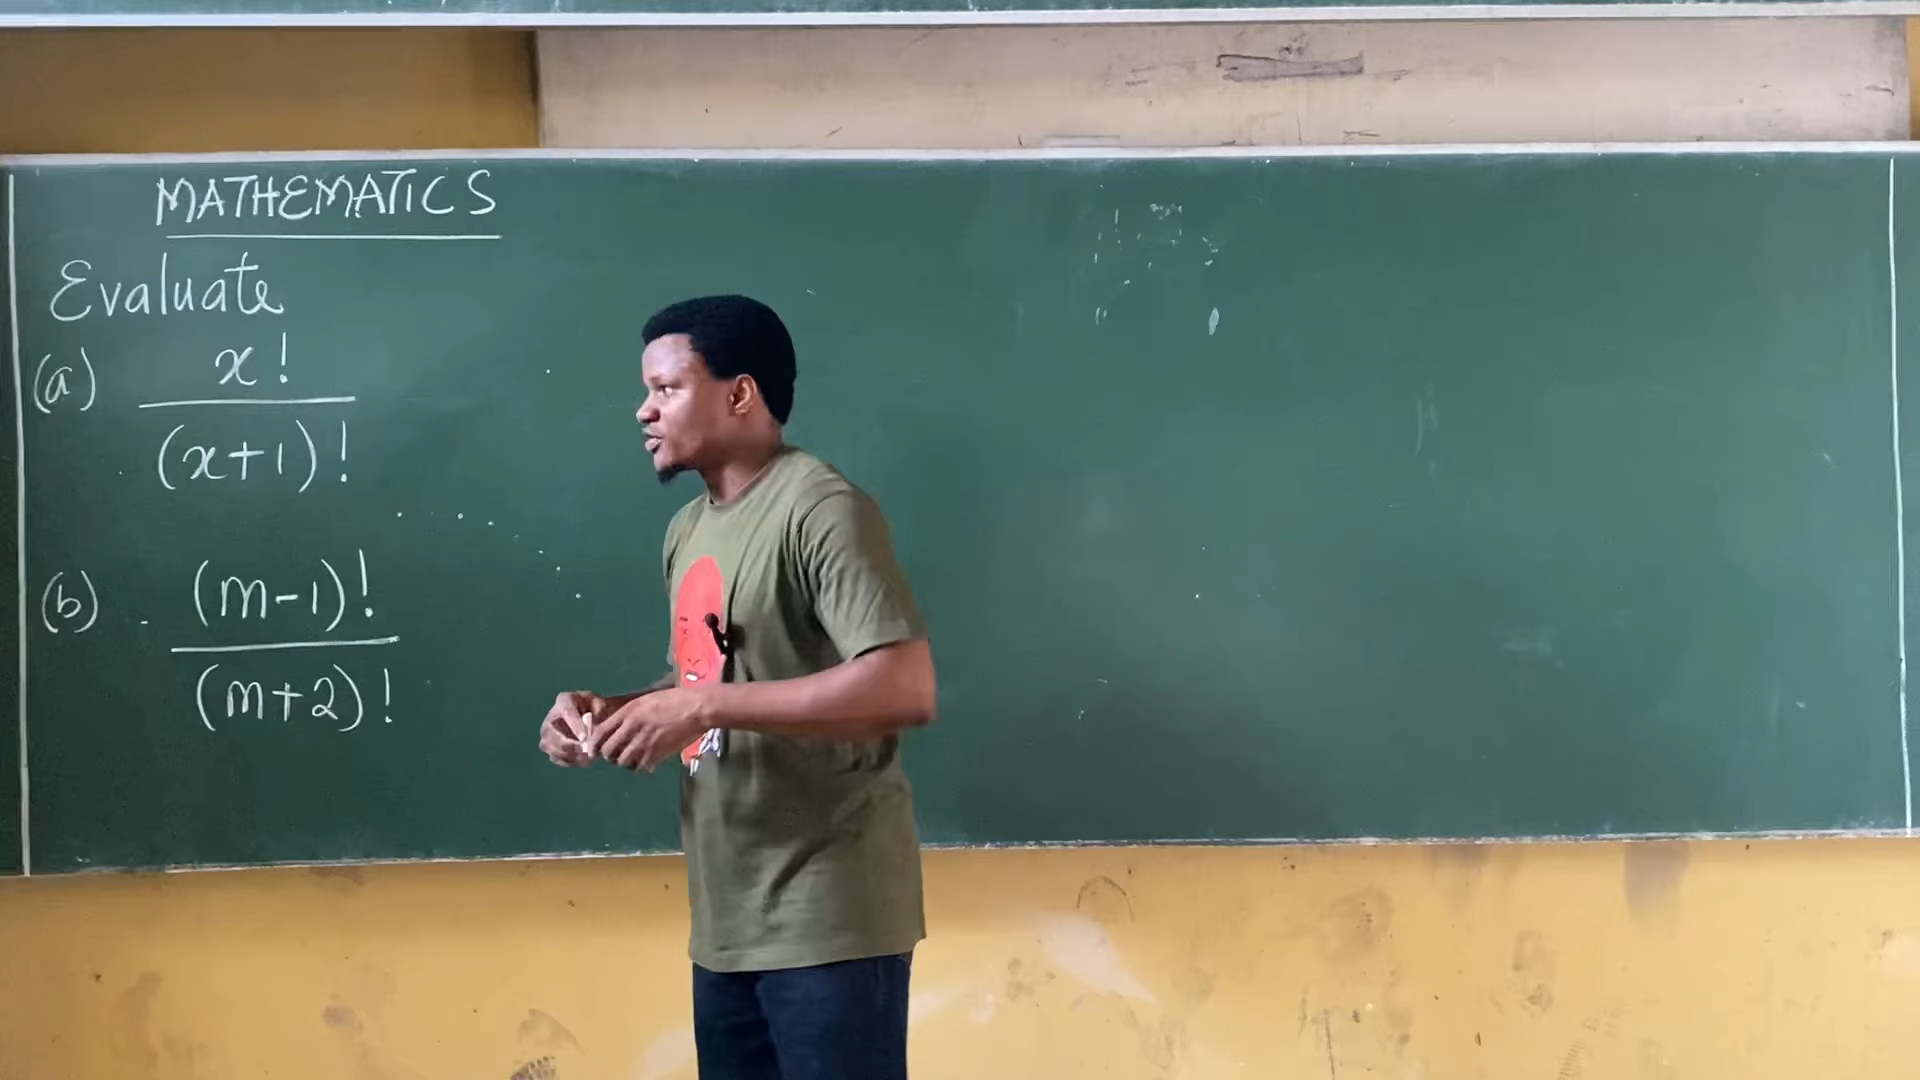 MATHEMATICS
Evaluate
(a) x!
(x+1)!
(b) (m-1)!
(m+2)!